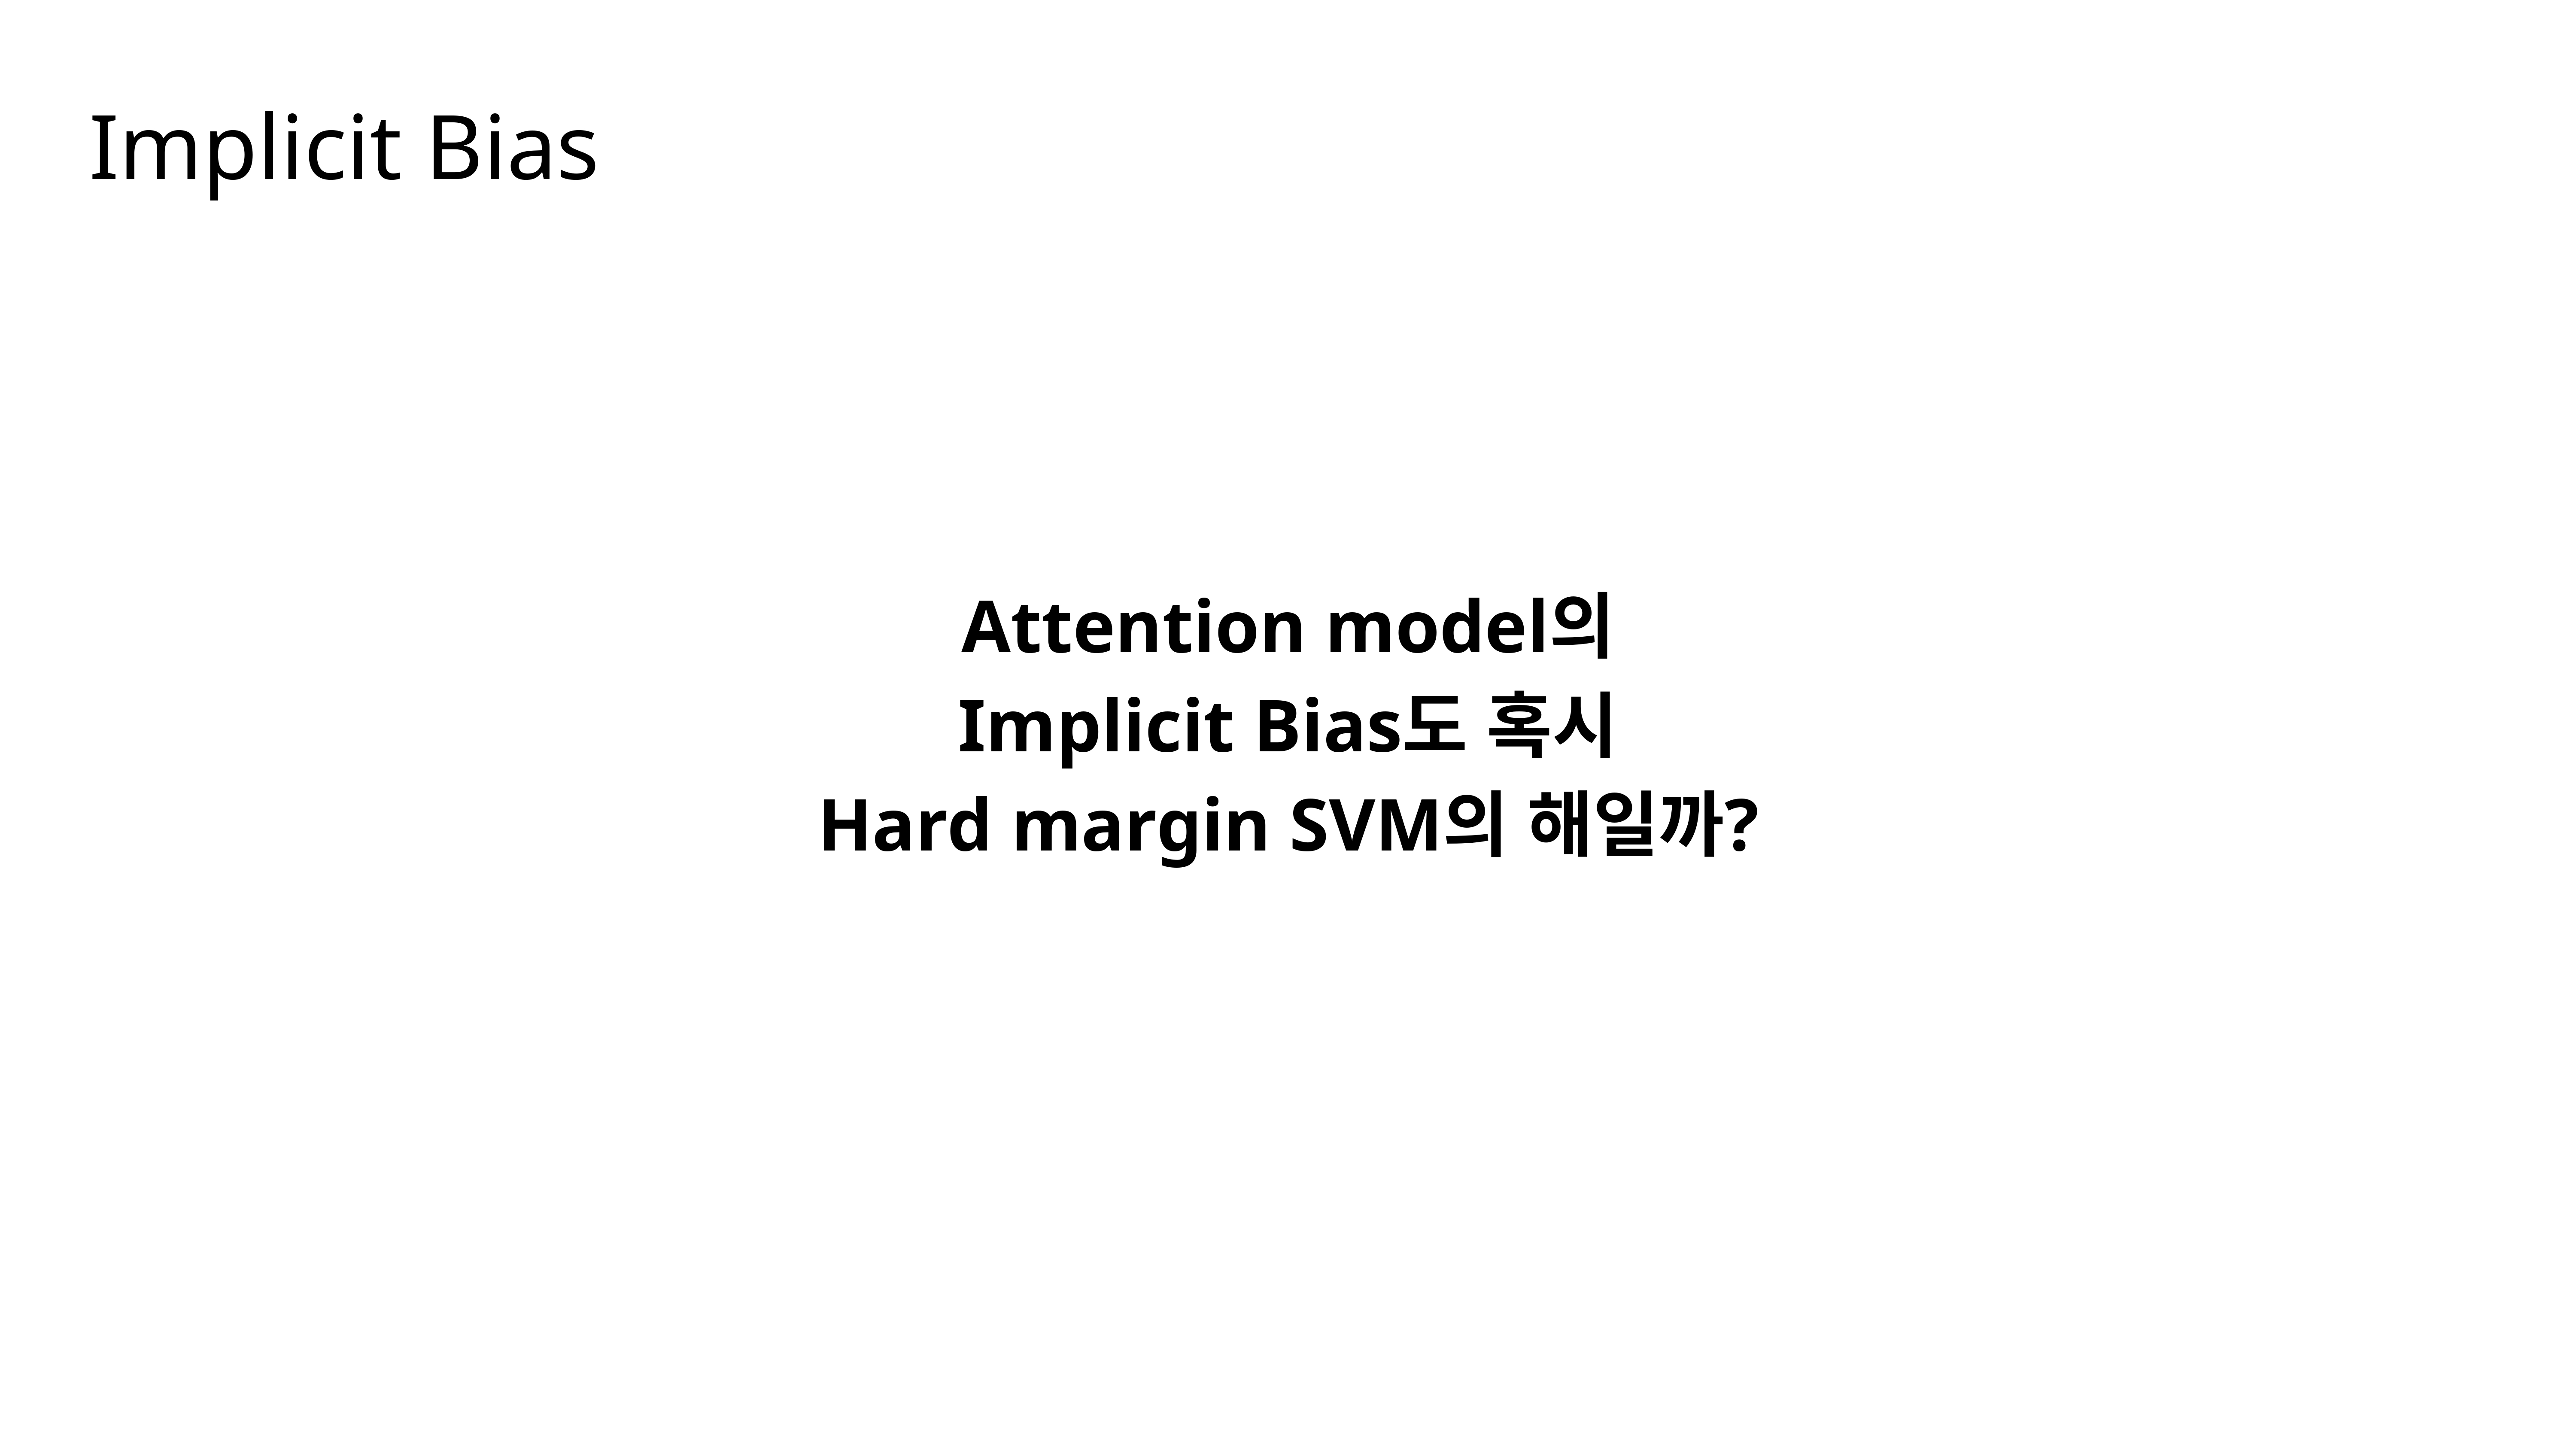 Implicit Bias
Attention model의
Implicit Bias도 혹시
Hard margin SVM의 해일까?